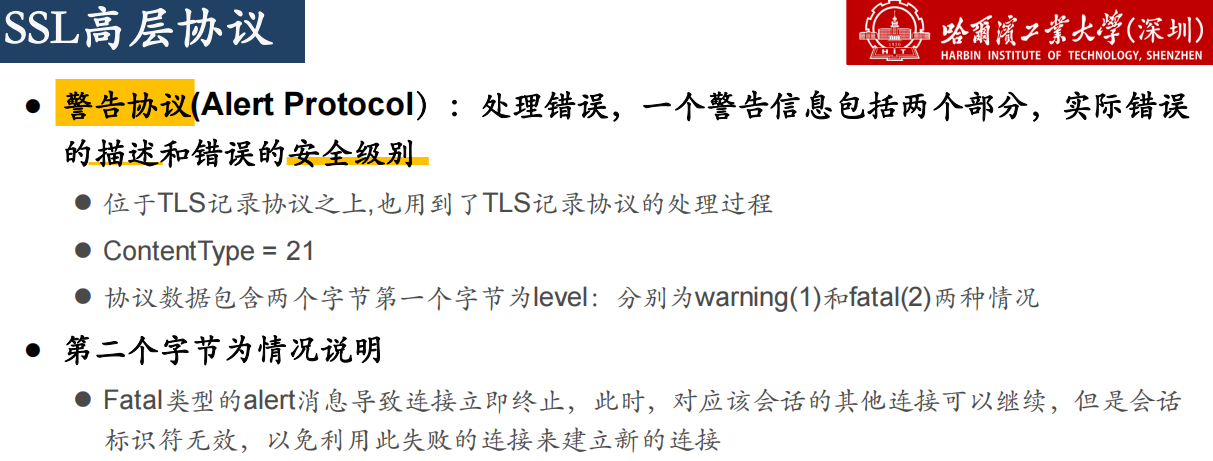 SSL高层协议
哈爾濱工業大學(深圳)
HARBIN INSTITUTE OF TECHNOLOGY, SHENZHEN
● 警告协议(Alert Protocol）：处理错误，一个警告信息包括两个部分，实际错误
的描述和错误的安全级别
● 位于TLS记录协议之上,也用到了TLS记录协议的处理过程
● ContentType = 21
● 协议数据包含两个字节第一个字节为level：分别为warning(1)和fatal(2)两种情况
● 第二个字节为情况说明
● Fatal类型的alert消息导致连接立即终止，此时，对应该会话的其他连接可以继续，但是会话
标识符无效，以免利用此失败的连接来建立新的连接